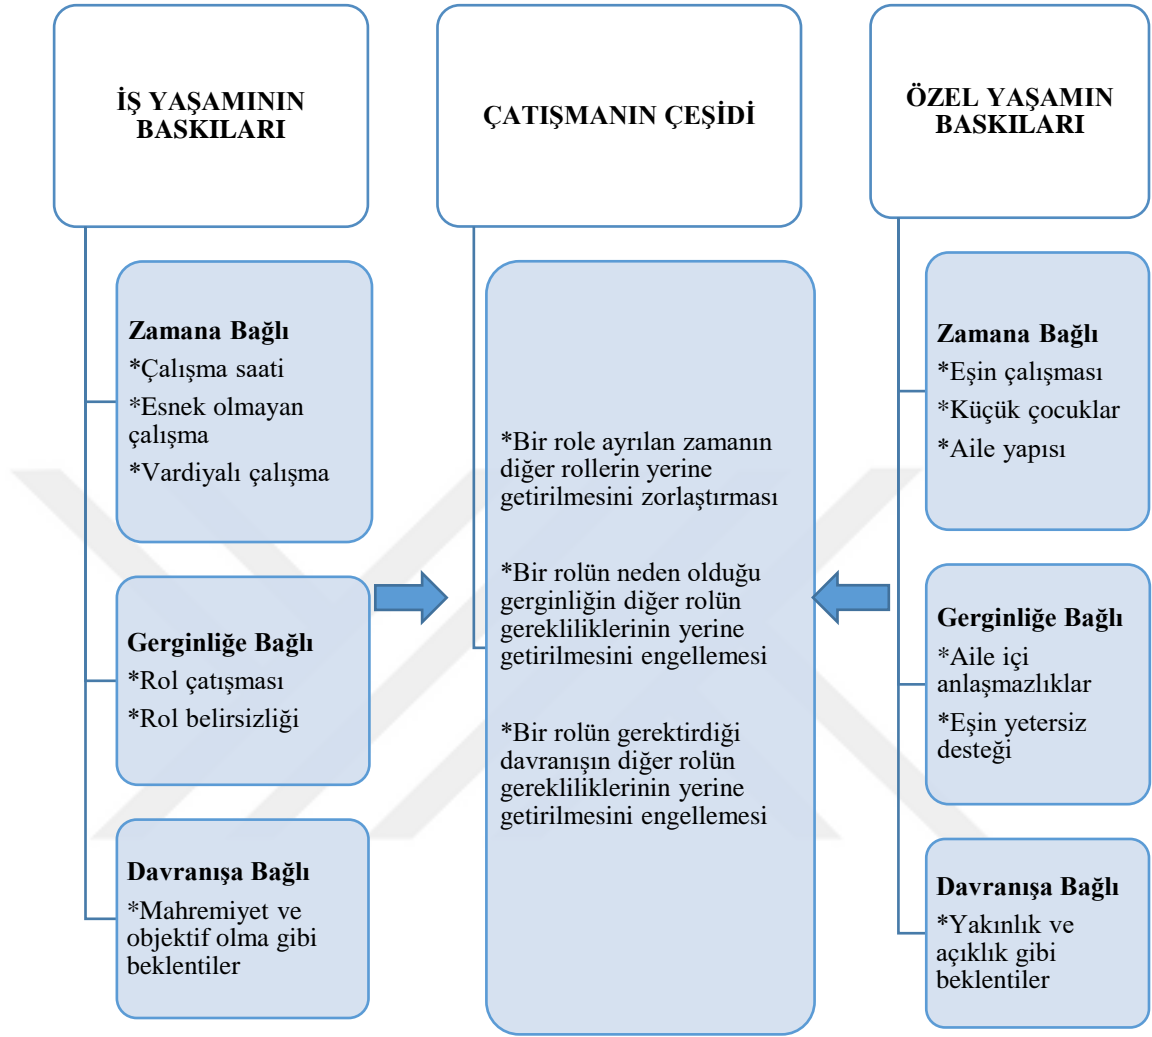 İŞ YAŞAMININ
BASKILARI
Zamana Bağlı
*Çalışma saati
*Esnek olmayan
çalışma
*Vardiyalı çalışma
Gerginliğe Bağlı
*Rol çatışması
*Rol belirsizliği
Davranışa Bağlı
*Mahremiyet ve
objektif olma gibi
beklentiler
ÇATIŞMANIN ÇEŞİDİ
*Bir role ayrılan zamanın
diğer rollerin yerine
getirilmesini zorlaştırması
*Bir rolün neden olduğu
gerginliğin diğer rolün
gerekliliklerinin yerine
getirilmesini engellemesi
*Bir rolün gerektirdiği
davranışın diğer rolün
gerekliliklerinin yerine
getirilmesini engellemesi
ÖZEL YAŞAMIN
BASKILARI
Zamana Bağlı
*Eşin çalışması
*Küçük çocuklar
*Aile yapısı
Gerginliğe Bağlı
*Aile içi
anlaşmazlıklar
*Eşin yetersiz
desteği
Davranışa Bağlı
*Yakınlık ve
açıklık gibi
beklentiler